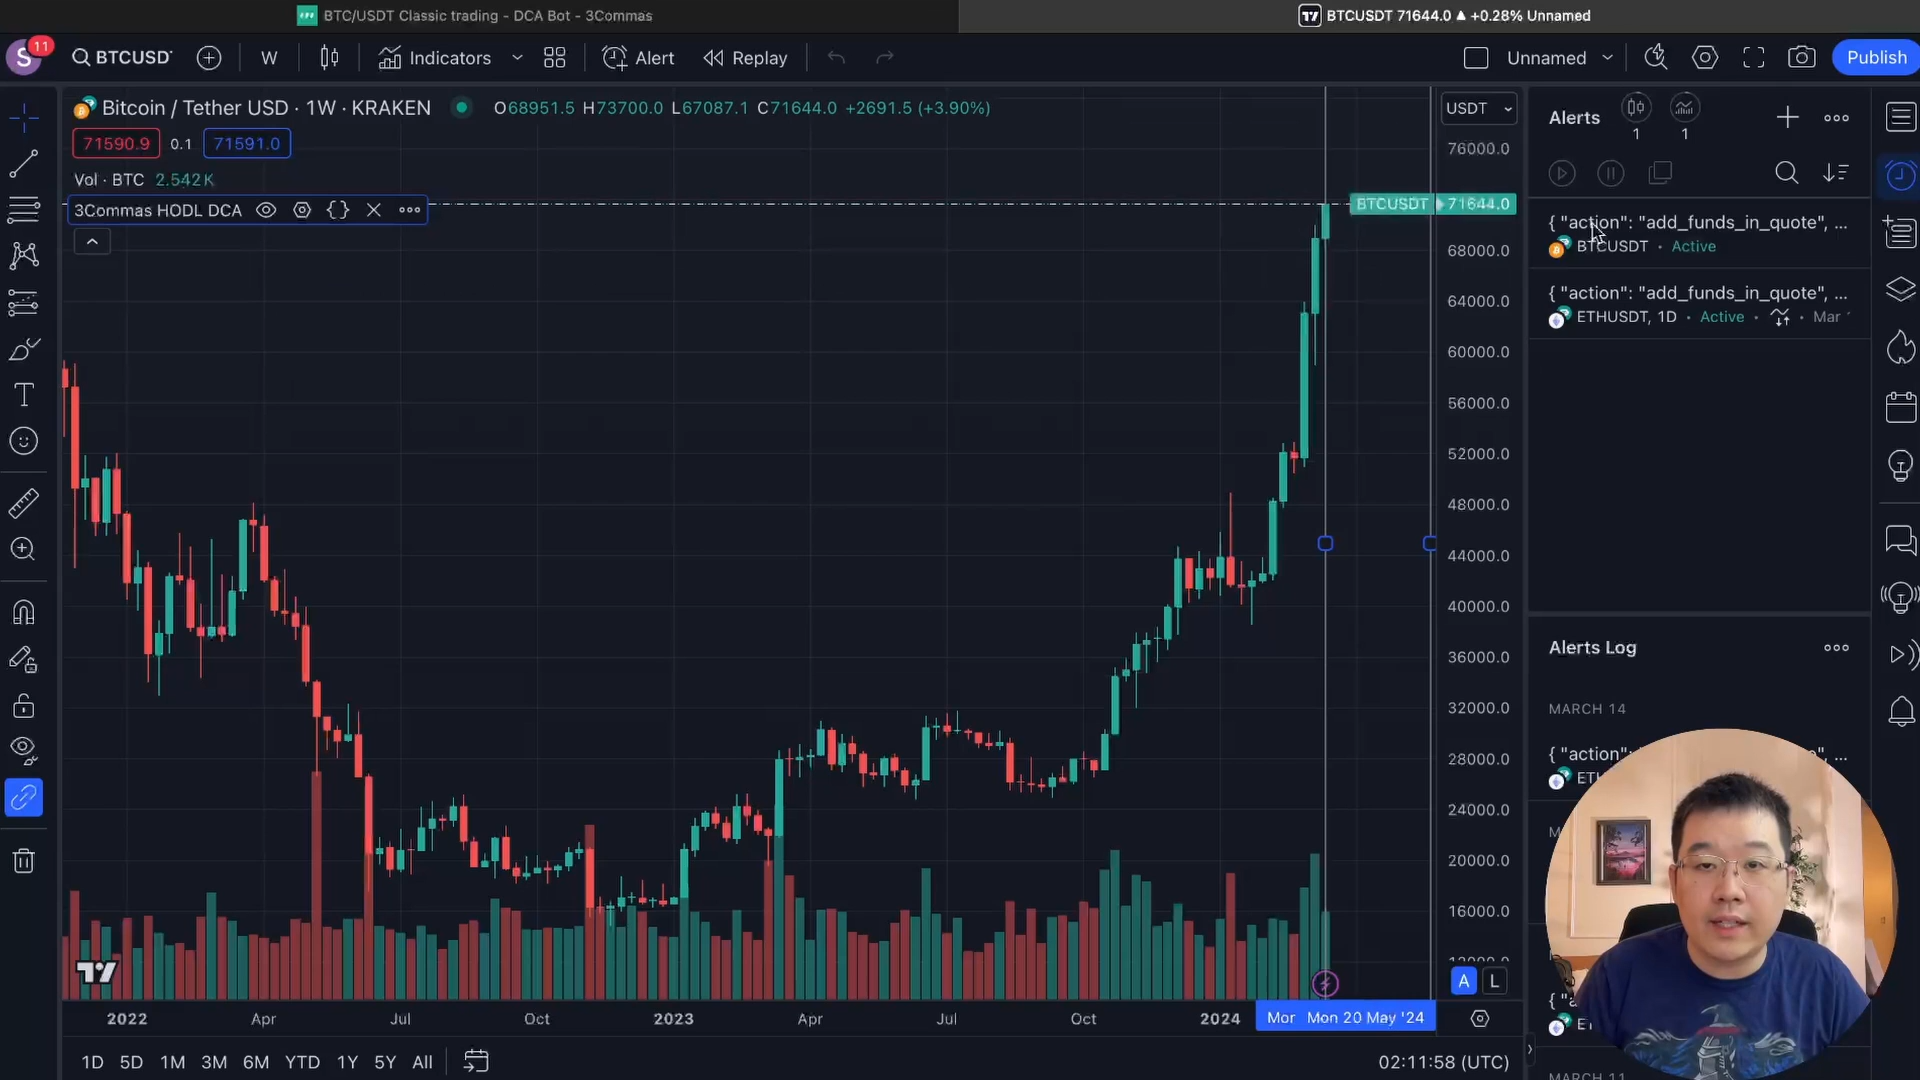 BTC/USDT Classic trading - DCA Bot - 3Commas
BTCUSDT 71644.0 ▲ +0.28% Unnamed
S 11
BTCUSDT
W
Indicators
Alert
Replay
Unnamed
Publish
Bitcoin / Tether USD · 1W · KRAKEN
O68951.5 H73700.0 L67087.1 C71644.0 +2691.5 (+3.90%)
71590.9 0.1 71591.0
Vol · BTC 2.542K
3Commas HODL DCA
USDT
76000.0
BTCUSDT 71644.0
68000.0
64000.0
60000.0
56000.0
52000.0
48000.0
44000.0
40000.0
36000.0
32000.0
28000.0
24000.0
20000.0
16000.0
A L
2022 Apr Jul Oct 2023 Apr Jul Oct 2024 Mor Mon 20 May '24
1D 5D 1M 3M 6M YTD 1Y 5Y All
02:11:58 (UTC)
Alerts 1 1
{ "action": "add_funds_in_quote", ...
BTCUSDT · Active
{ "action": "add_funds_in_quote", ...
ETHUSDT, 1D · Active · Mar
Alerts Log
MARCH 14
{ "action"
MARCH 11